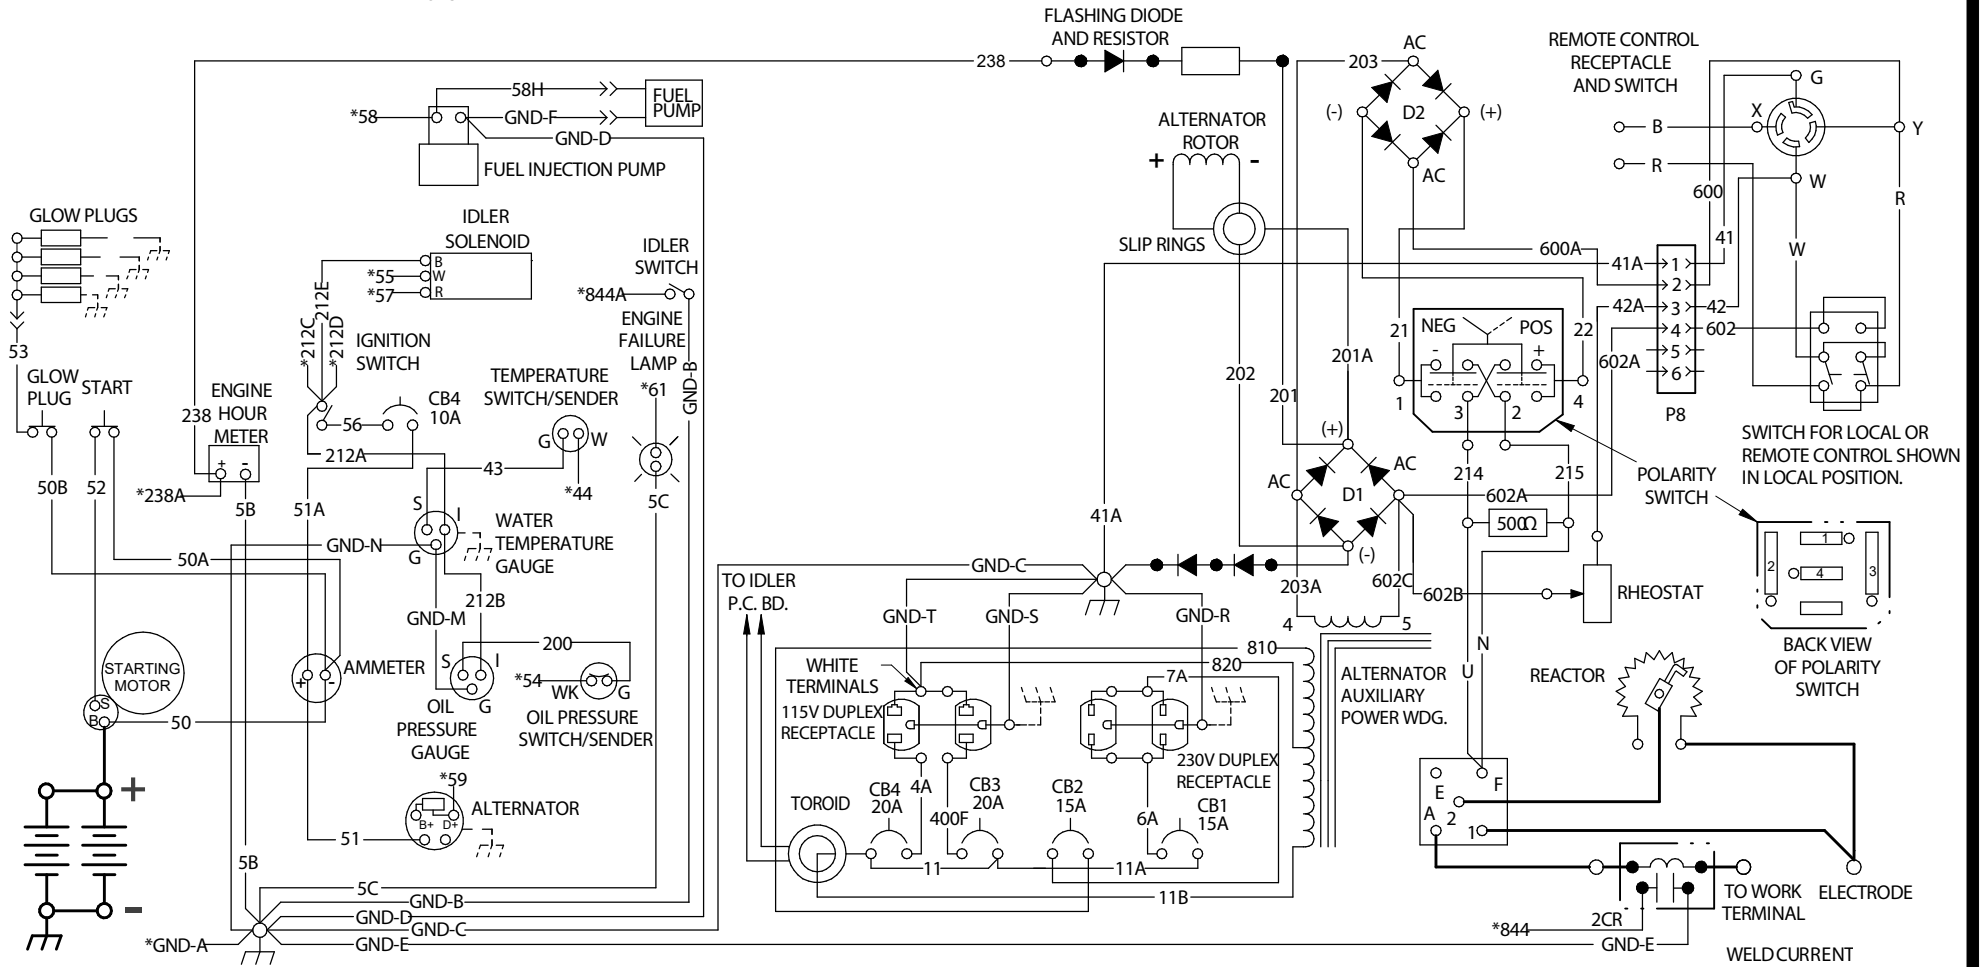 FLASHING DIODE
AND RESISTOR
238
203
AC
D2
(-)
(+)
AC
REMOTE CONTROL
RECEPTACLE
AND SWITCH
G
X
B
Y
R
W
600
R
41
W
58H
FUEL
PUMP
*58
GND-F
GND-D
FUEL INJECTION PUMP
ALTERNATOR
ROTOR
+
-
SLIP RINGS
600A
41A
1
2
42A
3
42
4
602
5
6
602A
P8
GLOW PLUGS
53
IDLER
SOLENOID
B
*55
W
*57
R
212E
*212C
*212D
IDLER
SWITCH
*844A
ENGINE
FAILURE
LAMP
*61
GND-B
IGNITION
SWITCH
TEMPERATURE
SWITCH/SENDER
G
W
43
*44
5C
GLOW
PLUG
START
50B
52
ENGINE
HOUR
METER
238
+
-
*238A
5B
56
CB4
10A
212A
51A
S
I
G
WATER
TEMPERATURE
GAUGE
GND-N
50A
212B
GND-M
200
202
201
201A
21
22
NEG
POS
-
+
1
3
2
4
SWITCH FOR LOCAL OR
REMOTE CONTROL SHOWN
IN LOCAL POSITION.
(+)
AC
AC
D1
(-)
602A
214
215
500Ω
POLARITY
SWITCH
1
2
4
3
BACK VIEW
OF POLARITY
SWITCH
41A
GND-C
203A
602C
602B
RHEOSTAT
TO IDLER
P.C. BD.
GND-T
GND-S
GND-R
4
5
STARTING
MOTOR
S
B
50
+
-
AMMETER
S
I
G
OIL
PRESSURE
GAUGE
*54
WK
G
OIL PRESSURE
SWITCH/SENDER
*59
ALTERNATOR
B+
D+
51
WHITE
TERMINALS
115V DUPLEX
RECEPTACLE
810
820
7A
ALTERNATOR
AUXILIARY
POWER WDG.
230V DUPLEX
RECEPTACLE
U
N
REACTOR
E
F
A
2
1
TOROID
CB4
20A
4A
400F
CB3
20A
CB2
15A
6A
CB1
15A
11
11A
11B
+
-
5B
5C
GND-B
GND-D
GND-C
*GND-A
GND-E
*844
2CR
GND-E
TO WORK
TERMINAL
ELECTRODE
WELD CURRENT